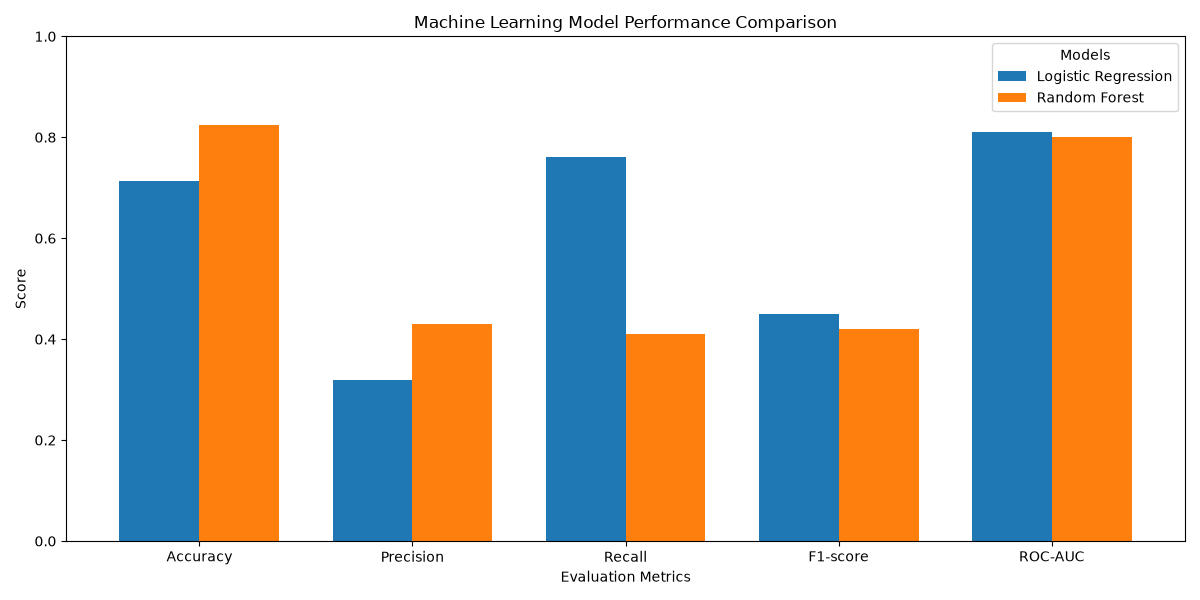 Machine Learning Model Performance Comparison
Models
Logistic Regression
Random Forest
1.0
0.8
0.6
0.4
0.2
0.0
Score
Accuracy Precision Recall F1-score ROC-AUC
Evaluation Metrics